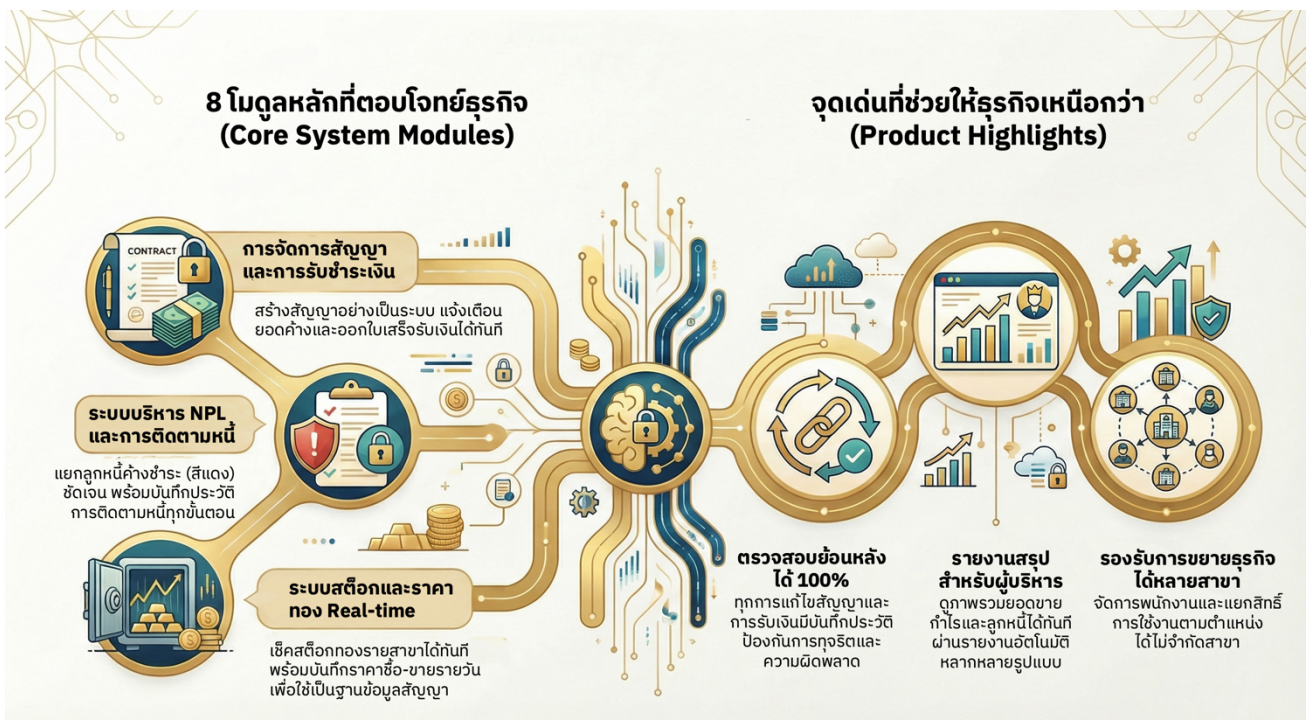 8 โมดูลหลักที่ตอบโจทย์ธุรกิจ
(Core System Modules)
CONTRACT
การจัดการสัญญา
และการรับชำระเงิน
สร้างสัญญาอย่างเป็นระบบ แจ้งเตือน
ยอดค้างและออกใบเสร็จรับเงินได้ทันที
ระบบบริหาร NPL
และการติดตามหนี้
แยกลูกหนี้ค้างชำระ (สีแดง)
ชัดเจน พร้อมบันทึกประวัติ
การติดตามหนี้ทุกขั้นตอน
ระบบสต็อกและราคา
ทอง Real-time
เช็คสต็อกทองรายสาขาได้ทันที
พร้อมบันทึกราคาซื้อ-ขายรายวัน
เพื่อใช้เป็นฐานข้อมูลสัญญา
จุดเด่นที่ช่วยให้ธุรกิจเหนือกว่า
(Product Highlights)
ตรวจสอบย้อนหลัง
ได้ 100%
ทุกการแก้ไขสัญญาและ
การรับเงินมีบันทึกประวัติ
ป้องกันการทุจริตและ
ความผิดพลาด
รายงานสรุป
สำหรับผู้บริหาร
ดูภาพรวมยอดขาย
กำไรและลูกหนี้ได้ทันที
ผ่านรายงานอัตโนมัติ
หลากหลายรูปแบบ
รองรับการขยายธุรกิจ
ได้หลายสาขา
จัดการพนักงานและแยกสิทธิ์
การใช้งานตามตำแหน่ง
ได้ไม่จำกัดสาขา